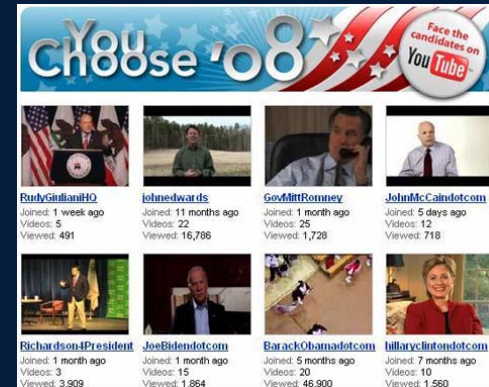 You
Choose '08
Face the
candidates on
YouTube
RudyGiulianiHQ
Joined: 1 week ago
Videos: 5
Viewed: 491
johnedwards
Joined: 11 months ago
Videos: 22
Viewed: 16,786
GovMittRomney
Joined: 1 month ago
Videos: 25
Viewed: 1,728
JohnMcCaindotcom
Joined: 5 days ago
Videos: 12
Viewed: 718
Richardson4President
Joined: 1 month ago
Videos: 3
Viewed: 3,909
JoeBidendotcom
Joined: 1 month ago
Videos: 15
Viewed: 1,864
BarackObamadotcom
Joined: 5 months ago
Videos: 20
Viewed: 46,900
hillaryclintondotcom
Joined: 7 months ago
Videos: 10
Viewed: 1,560